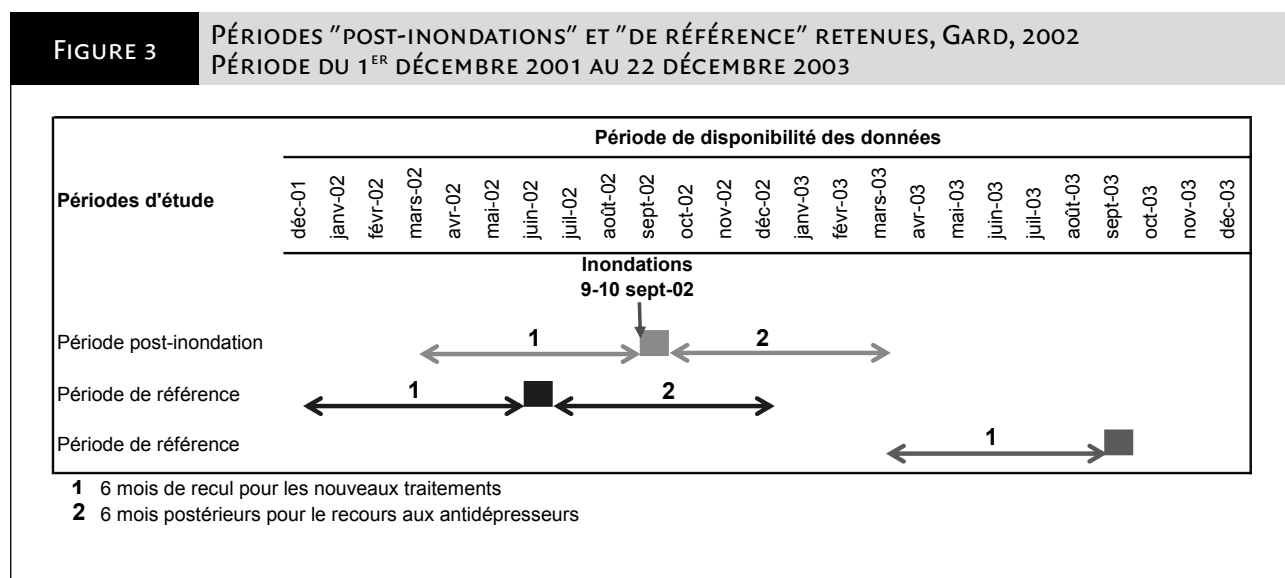 FIGURE 3
PÉRIODES "POST-INONDATIONS" ET "DE RÉFÉRENCE" RETENUES, GARD, 2002
PÉRIODE DU 1ER DÉCEMBRE 2001 AU 22 DÉCEMBRE 2003
Période de disponibilité des données
Périodes d'étude
déc-01 janv-02 févr-02 mars-02 avr-02 mai-02 juin-02 juil-02 août-02 sept-02 oct-02 nov-02 déc-02 janv-03 févr-03 mars-03 avr-03 mai-03 juin-03 juil-03 août-03 sept-03 oct-03 nov-03 déc-03
Inondations
9-10 sept-02
Période post-inondation 1 2
Période de référence 1 2
Période de référence 1
1 6 mois de recul pour les nouveaux traitements
2 6 mois postérieurs pour le recours aux antidépresseurs